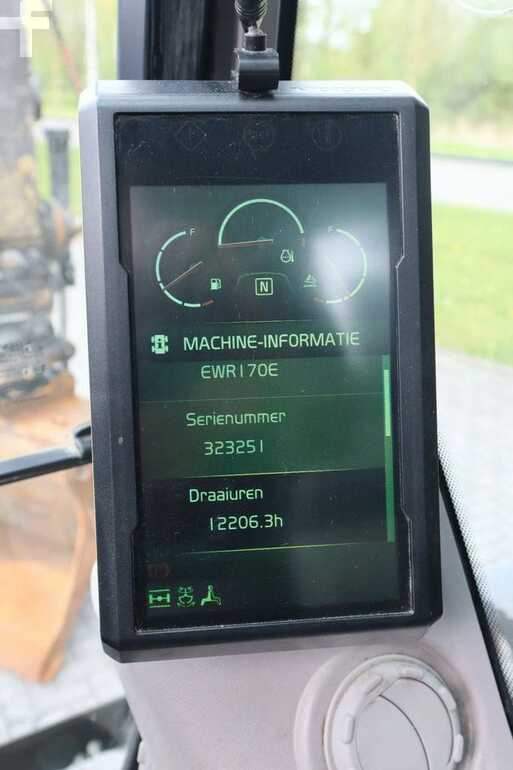 F
F
F
N
MACHINE-INFORMATIE
EWR170E
Serienummer
323251
Draaiuren
12206.3h